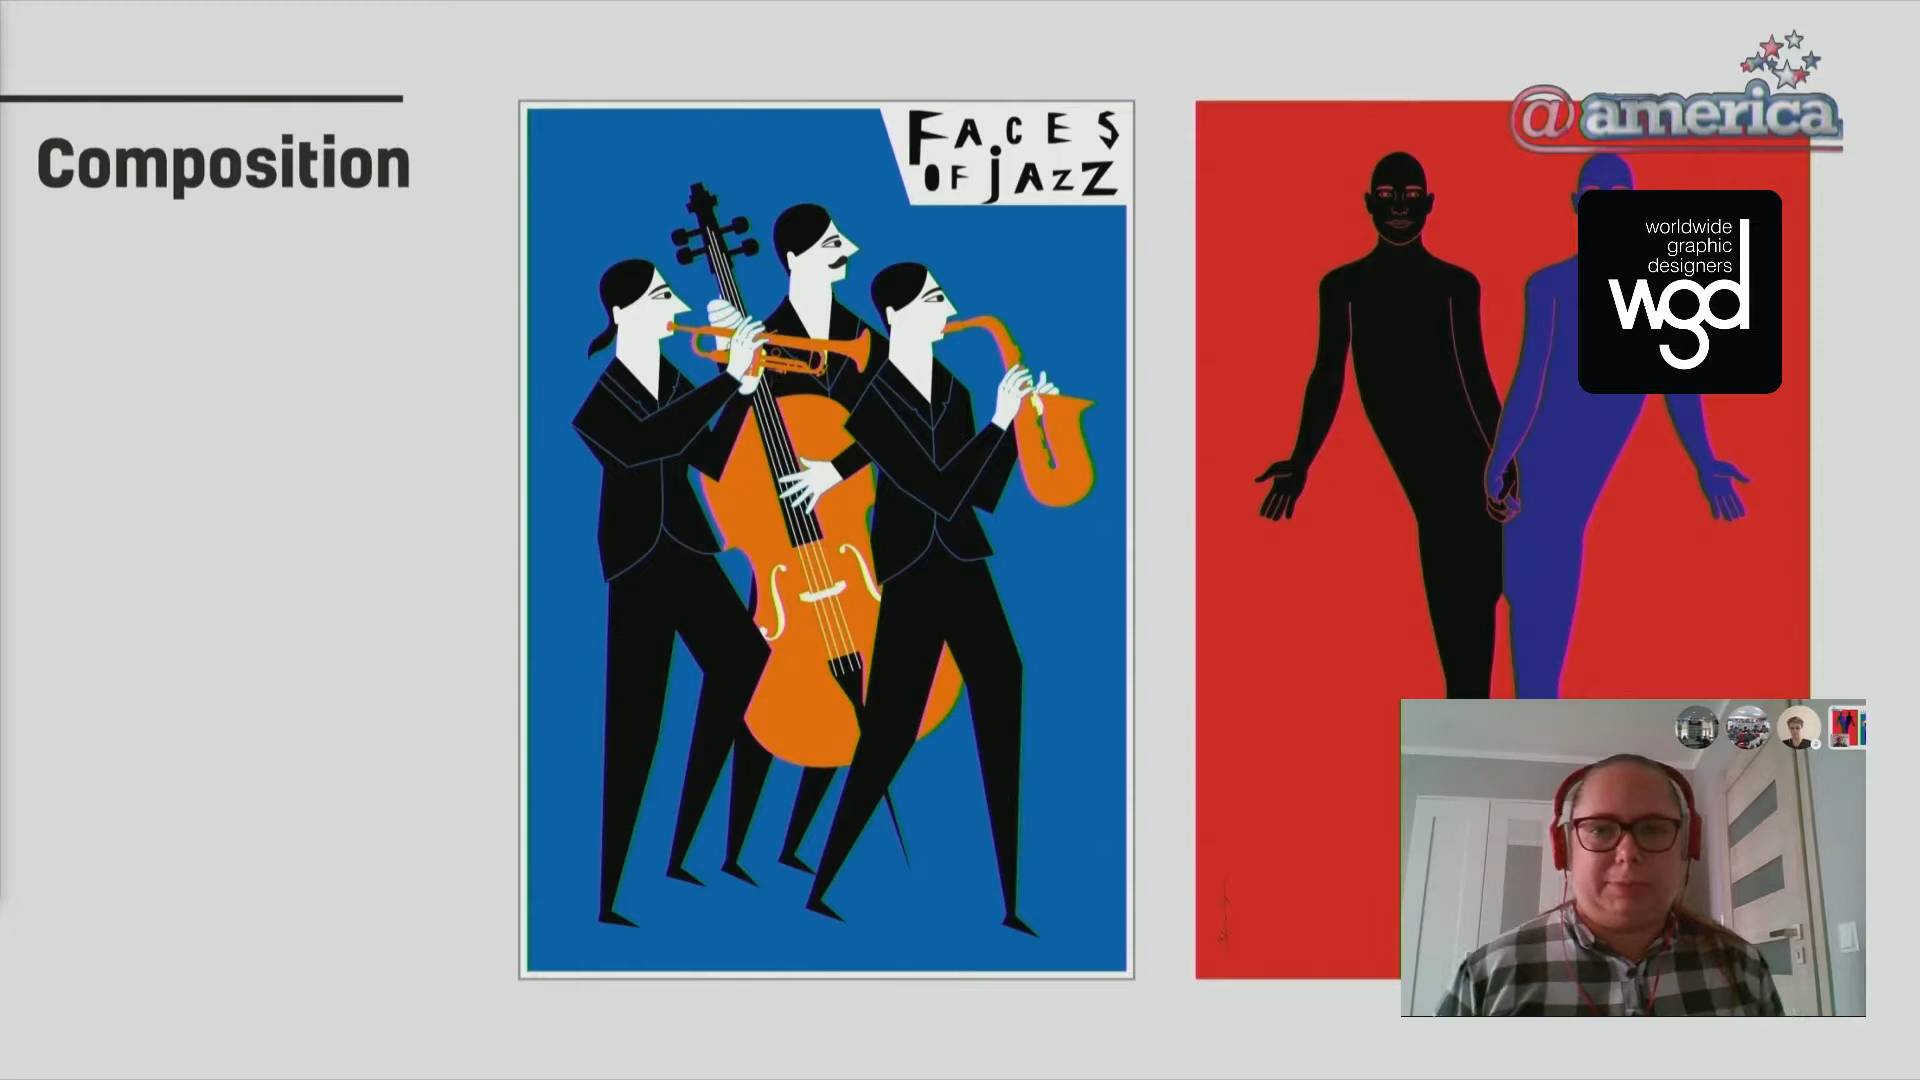 Composition
FACES
OF jAZZ
@america
worldwide
graphic
designers
wgd